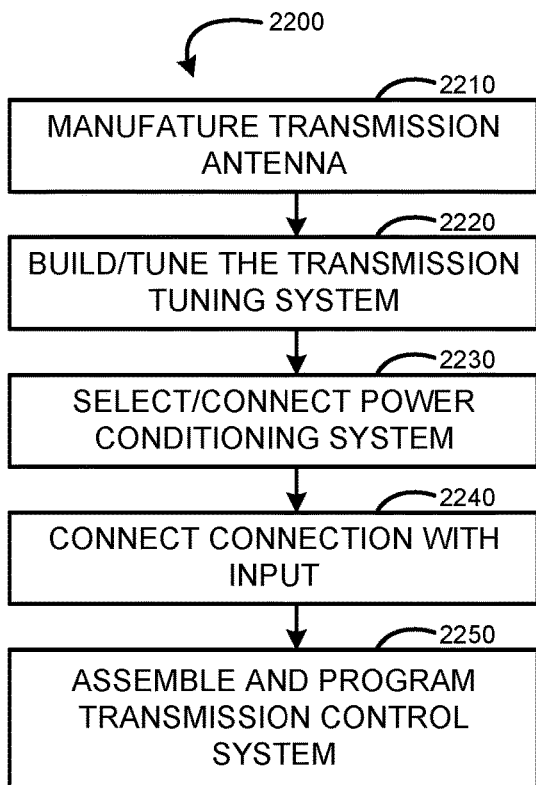 2200
2210
MANUFATURE TRANSMISSION
ANTENNA
2220
BUILD/TUNE THE TRANSMISSION
TUNING SYSTEM
2230
SELECT/CONNECT POWER
CONDITIONING SYSTEM
2240
CONNECT CONNECTION WITH
INPUT
2250
ASSEMBLE AND PROGRAM
TRANSMISSION CONTROL
SYSTEM